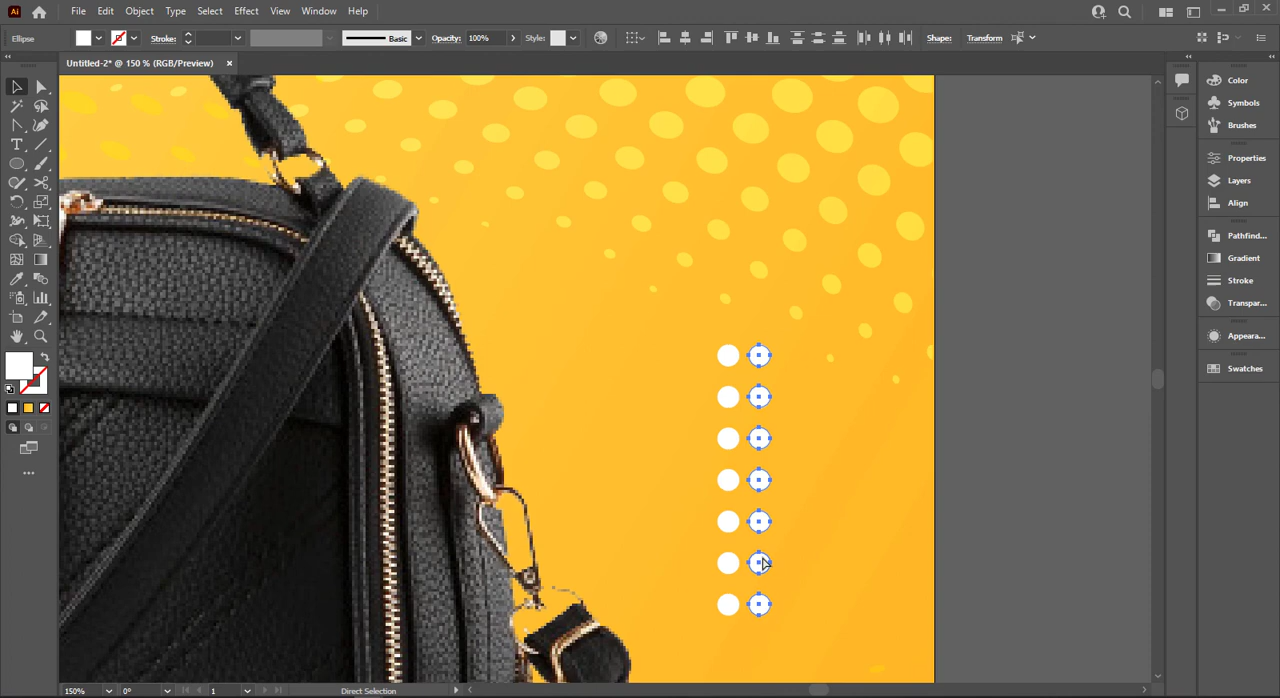 Ai File Edit Object Type Select Effect View Window Help
Ellipse Stroke: Basic Opacity: 100% Style: Shape: Transform
Untitled-2* @ 150 % (RGB/Preview)
Color
Symbols
Brushes
Properties
Layers
Align
Pathfind...
Gradient
Stroke
Transpar...
Appeara...
Swatches
150% 0° 1 Direct Selection